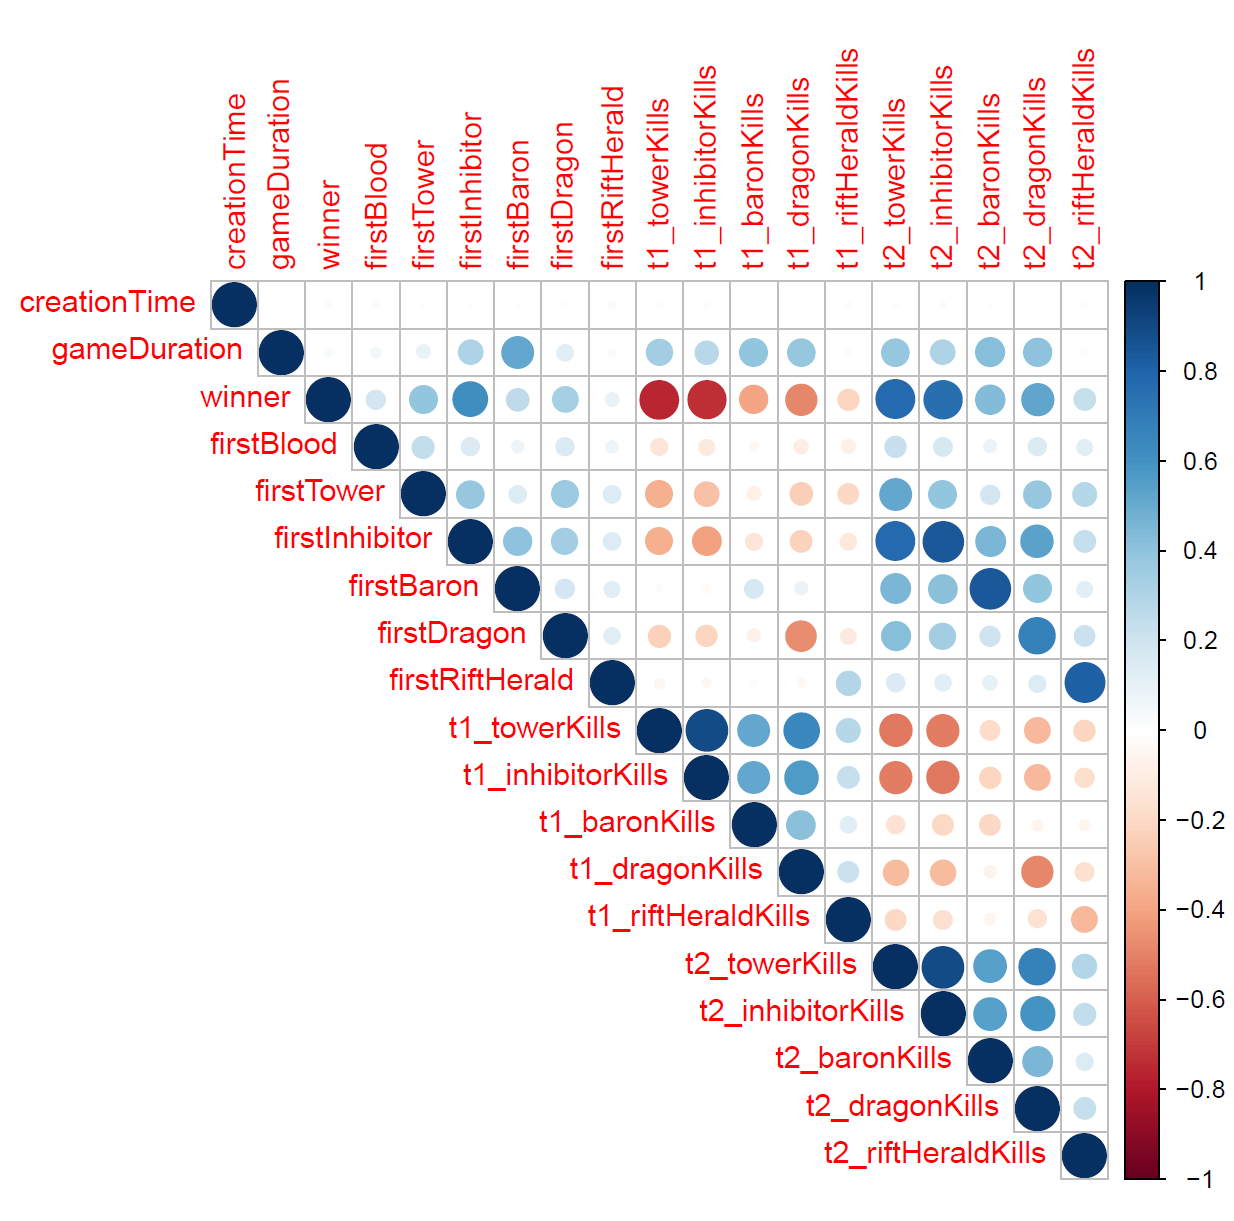 creationTime
gameDuration
winner
firstBlood
firstTower
firstInhibitor
firstBaron
firstDragon
firstRiftHerald
t1_towerKills
t1_inhibitorKills
t1_baronKills
t1_dragonKills
t1_riftHeraldKills
t2_towerKills
t2_inhibitorKills
t2_baronKills
t2_dragonKills
t2_riftHeraldKills
creationTime
gameDuration
winner
firstBlood
firstTower
firstInhibitor
firstBaron
firstDragon
firstRiftHerald
t1_towerKills
t1_inhibitorKills
t1_baronKills
t1_dragonKills
t1_riftHeraldKills
t2_towerKills
t2_inhibitorKills
t2_baronKills
t2_dragonKills
t2_riftHeraldKills
1
0.8
0.6
0.4
0.2
0
−0.2
−0.4
−0.6
−0.8
−1